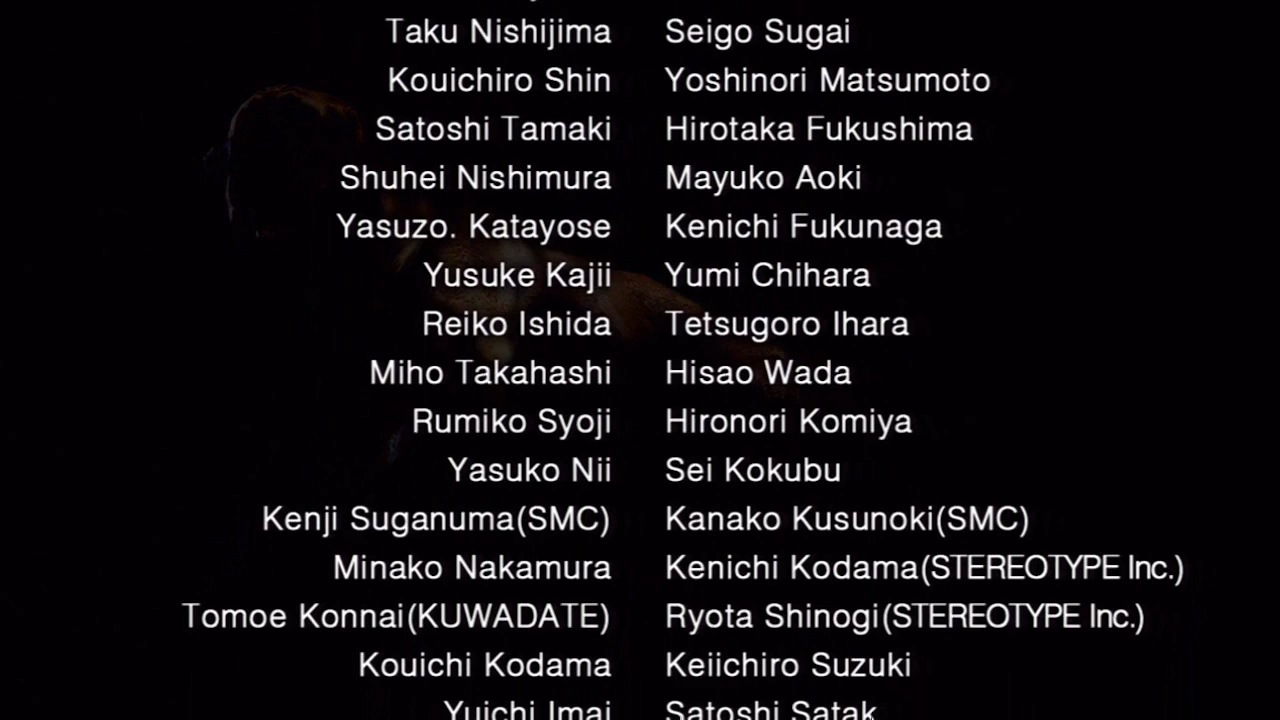 Taku Nishijima Seigo Sugai
Kouichiro Shin Yoshinori Matsumoto
Satoshi Tamaki Hirotaka Fukushima
Shuhei Nishimura Mayuko Aoki
Yasuzo. Katayose Kenichi Fukunaga
Yusuke Kajii Yumi Chihara
Reiko Ishida Tetsugoro Ihara
Miho Takahashi Hisao Wada
Rumiko Syoji Hironori Komiya
Yasuko Nii Sei Kokubu
Kenji Suganuma(SMC) Kanako Kusunoki(SMC)
Minako Nakamura Kenichi Kodama(STEREOTYPE Inc.)
Tomoe Konnai(KUWADATE) Ryota Shinogi(STEREOTYPE Inc.)
Kouichi Kodama Keiichiro Suzuki
Yuichi Imai Satoshi